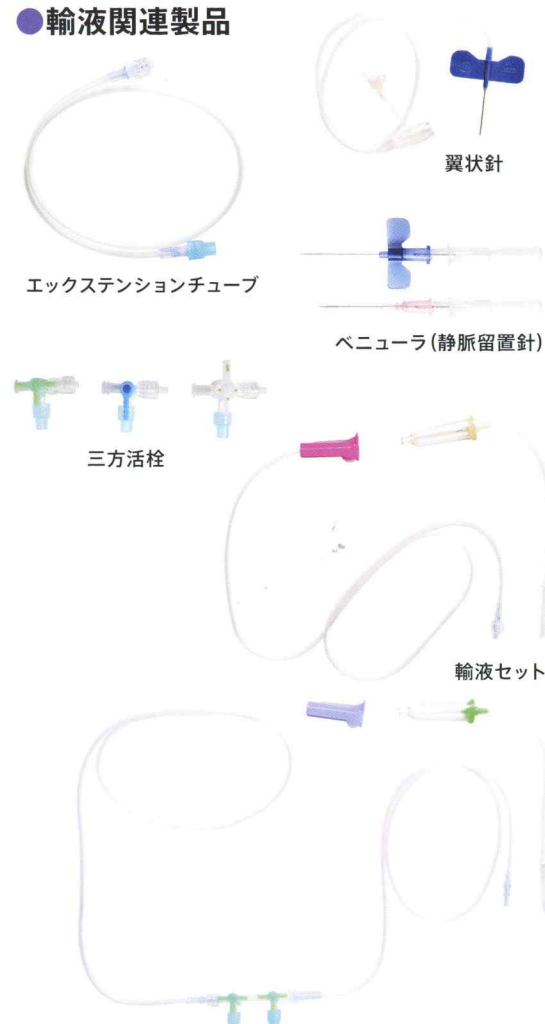 ●輸液関連製品
翼状針
エックステンションチューブ
ベニューラ(静脈留置針)
三方活栓
輸液セット